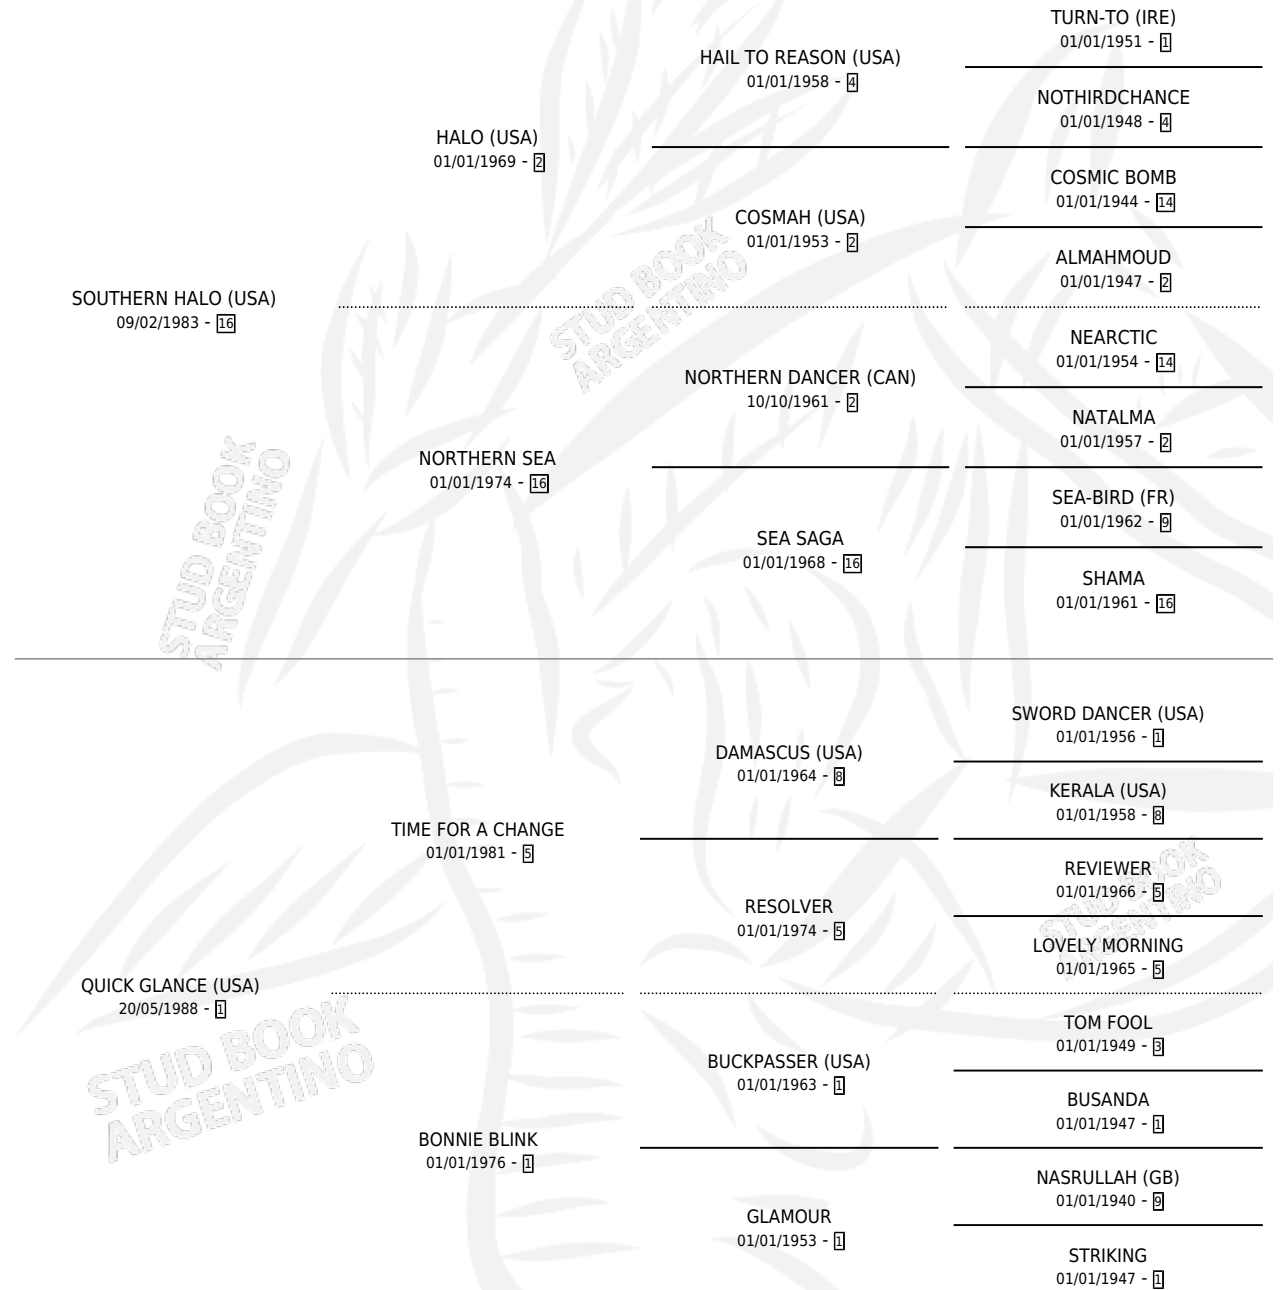 TURN-TO (IRE)
01/01/1951 - 1
HAIL TO REASON (USA)
01/01/1958 - 4
NOTHIRDCHANCE
01/01/1948 - 4
HALO (USA)
01/01/1969 - 2
COSMIC BOMB
01/01/1944 - 14
COSMAH (USA)
01/01/1953 - 2
ALMAHMOUD
01/01/1947 - 2
SOUTHERN HALO (USA)
09/02/1983 - 16
STUD BOOK
ARGENTINO
NEARCTIC
01/01/1954 - 14
NORTHERN DANCER (CAN)
10/10/1961 - 2
NATALMA
01/01/1957 - 2
NORTHERN SEA
01/01/1974 - 16
STUD BOOK
ARGENTINO
SEA-BIRD (FR)
01/01/1962 - 9
SEA SAGA
01/01/1968 - 16
SHAMA
01/01/1961 - 16
SWORD DANCER (USA)
01/01/1956 - 1
DAMASCUS (USA)
01/01/1964 - 8
KERALA (USA)
01/01/1958 - 8
TIME FOR A CHANGE
01/01/1981 - 5
REVIEWER
01/01/1966 - 5
STUD BOOK
ARGENTINO
RESOLVER
01/01/1974 - 5
LOVELY MORNING
01/01/1965 - 5
QUICK GLANCE (USA)
20/05/1988 - 1
STUD BOOK
ARGENTINO
TOM FOOL
01/01/1949 - 3
BUCKPASSER (USA)
01/01/1963 - 1
BUSANDA
01/01/1947 - 1
BONNIE BLINK
01/01/1976 - 1
NASRULLAH (GB)
01/01/1940 - 9
GLAMOUR
01/01/1953 - 1
STRIKING
01/01/1947 - 1